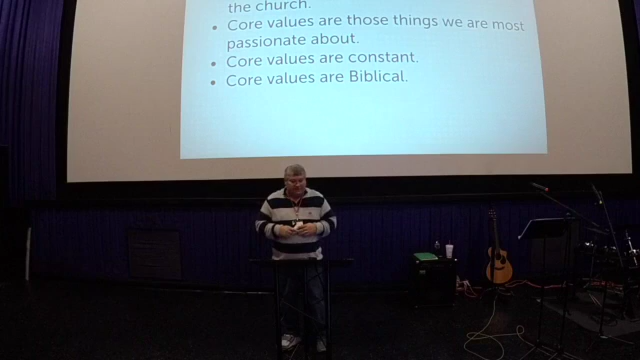 the church.
• Core values are those things we are most
passionate about.
• Core values are constant.
• Core values are Biblical.